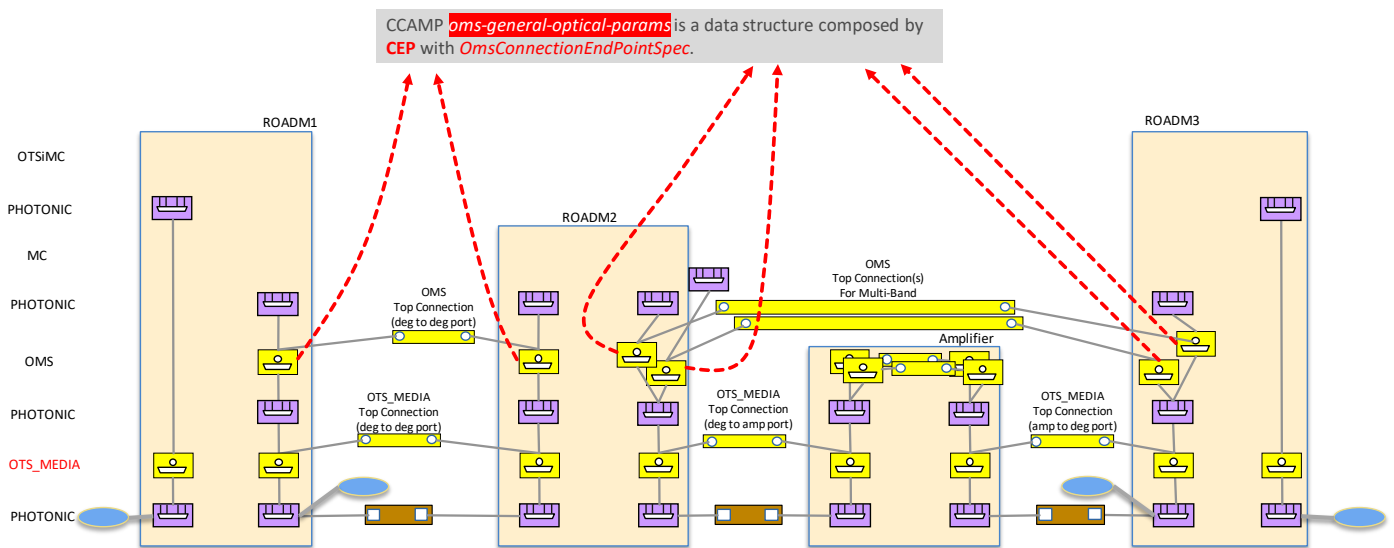 CCAMP oms-general-optical-params is a data structure composed by
CEP with OmsConnectionEndPointSpec.
ROADM1
ROADM3
OTSiMC
PHOTONIC
ROADM2
MC
OMS
Top Connection(s)
For Multi-Band
PHOTONIC
OMS
Top Connection
(deg to deg port)
Amplifier
OMS
OTS_MEDIA
Top Connection
(deg to deg port)
OTS_MEDIA
Top Connection
(deg to amp port)
OTS_MEDIA
Top Connection
(amp to deg port)
PHOTONIC
OTS_MEDIA
PHOTONIC